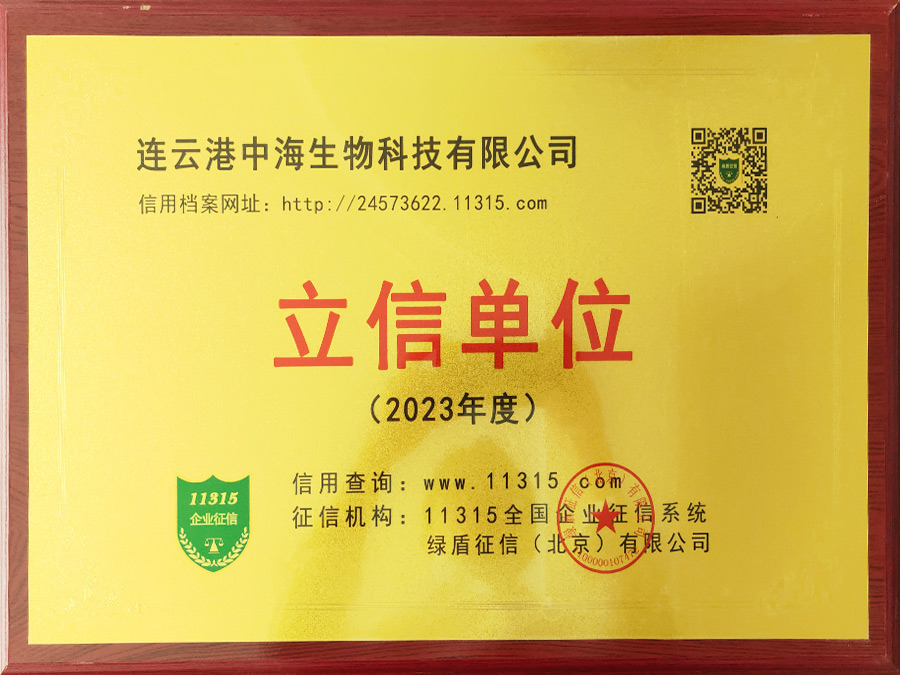 连云港中海生物科技有限公司
信用档案网址：http://24573622.11315.com
立信单位
（2023年度）
11315
企业征信
信用查询：www.11315.com
征信机构：11315全国企业征信系统
绿盾征信（北京）有限公司